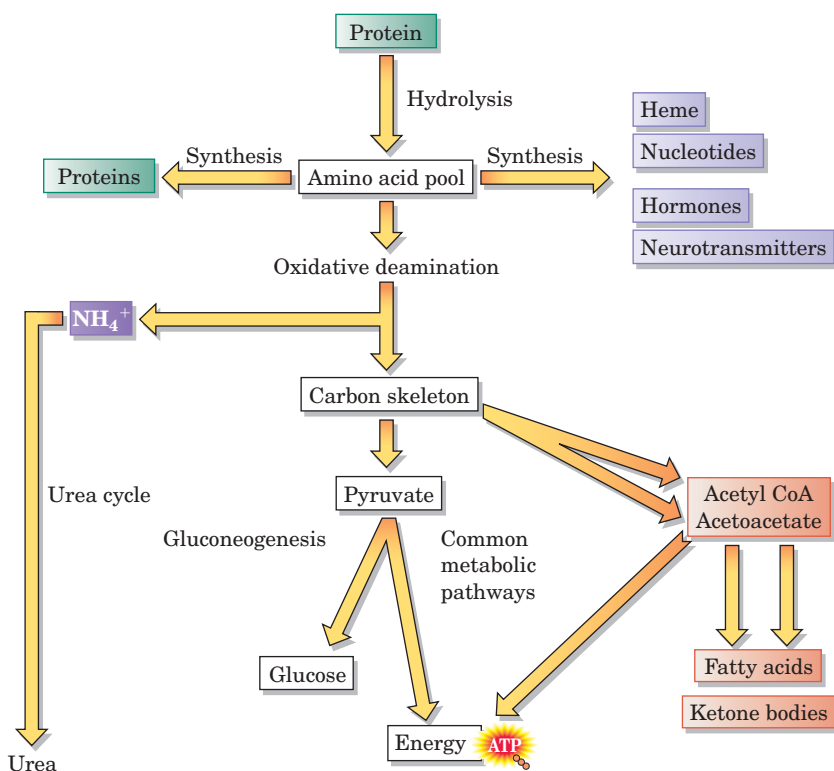 Protein
Hydrolysis
Heme
Nucleotides
Proteins
Synthesis
Amino acid pool
Synthesis
Hormones
Neurotransmitters
Oxidative deamination
NH₄⁺
Carbon skeleton
Urea cycle
Pyruvate
Acetyl CoA
Acetoacetate
Gluconeogenesis
Common
metabolic
pathways
Glucose
Fatty acids
Ketone bodies
Energy
ATP
Urea